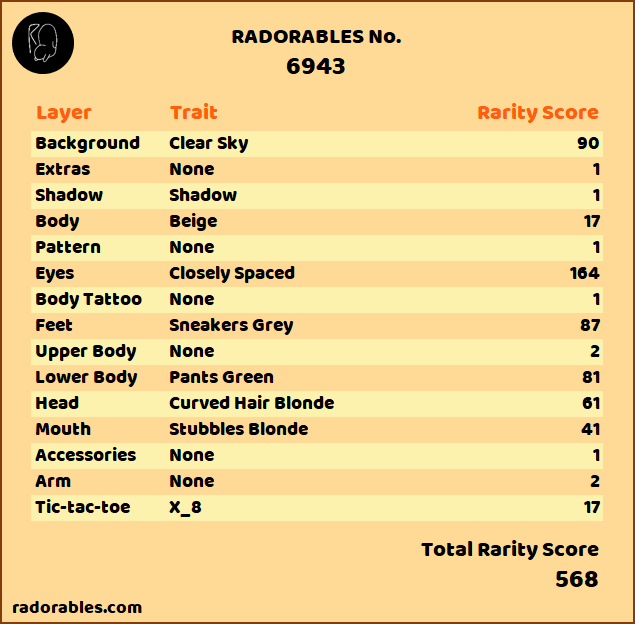 RADORABLES No.
6943
Layer Trait Rarity Score
Background Clear Sky 90
Extras None 1
Shadow Shadow 1
Body Beige 17
Pattern None 1
Eyes Closely Spaced 164
Body Tattoo None 1
Feet Sneakers Grey 87
Upper Body None 2
Lower Body Pants Green 81
Head Curved Hair Blonde 61
Mouth Stubbles Blonde 41
Accessories None 1
Arm None 2
Tic-tac-toe X_8 17
Total Rarity Score
568
radorables.com